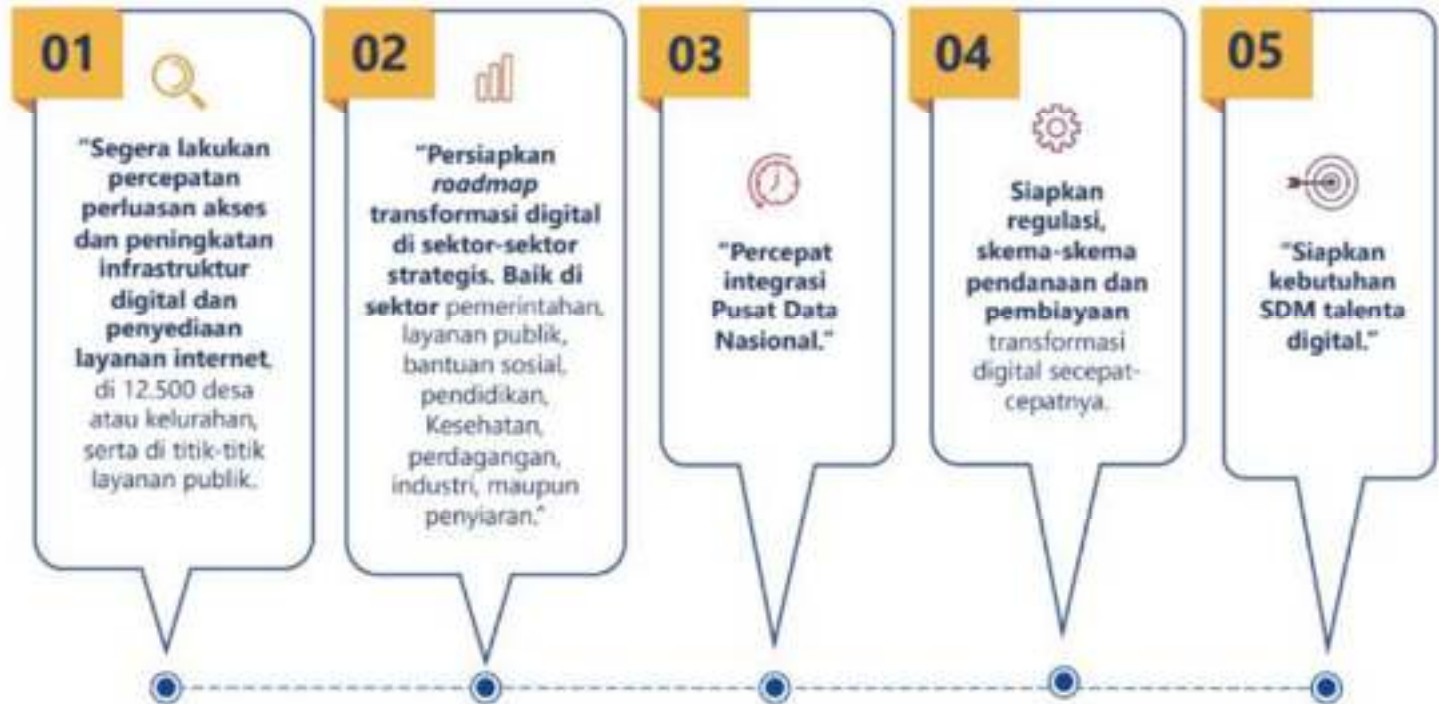 01
"Segera lakukan
percepatan
perluasan akses
dan peningkatan
infrastruktur
digital dan
penyediaan
layanan internet,
di 12.500 desa
atau kelurahan,
serta di titik-titik
layanan publik.
02
"Persiapkan
roadmap
transformasi digital
di sektor-sektor
strategis. Baik di
sektor pemerintahan,
layanan publik,
bantuan sosial,
pendidikan,
Kesehatan,
perdagangan,
industri, maupun
penyiaran."
03
"Percepat
integrasi
Pusat Data
Nasional."
04
Siapkan
regulasi,
skema-skema
pendanaan dan
pembiayaan
transformasi
digital secepat-
cepatnya.
05
"Siapkan
kebutuhan
SDM talenta
digital."